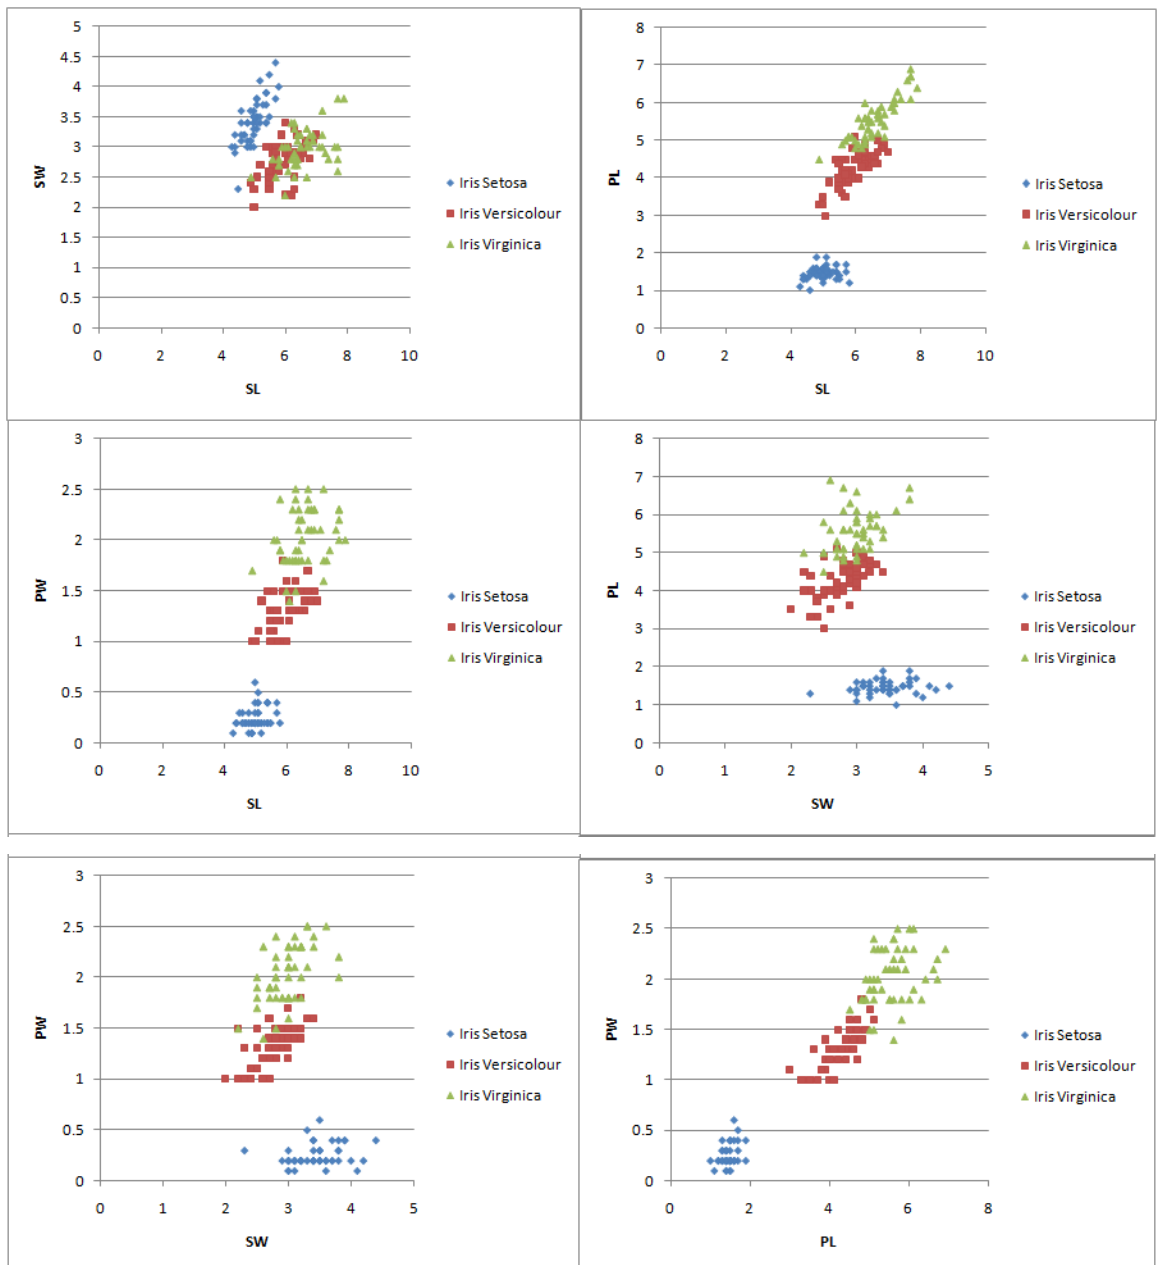 5
4.5
4
3.5
3
2.5
2
1.5
1
0.5
0
SW
0 2 4 6 8 10
SL
Iris Setosa
Iris Versicolour
Iris Virginica
8
7
6
5
4
3
2
1
0
PL
0 2 4 6 8 10
SL
Iris Setosa
Iris Versicolour
Iris Virginica
3
2.5
2
1.5
1
0.5
0
PW
0 2 4 6 8 10
SL
Iris Setosa
Iris Versicolour
Iris Virginica
8
7
6
5
4
3
2
1
0
PL
0 1 2 3 4 5
SW
Iris Setosa
Iris Versicolour
Iris Virginica
3
2.5
2
1.5
1
0.5
0
PW
0 1 2 3 4 5
SW
Iris Setosa
Iris Versicolour
Iris Virginica
3
2.5
2
1.5
1
0.5
0
PW
0 2 4 6 8
PL
Iris Setosa
Iris Versicolour
Iris Virginica